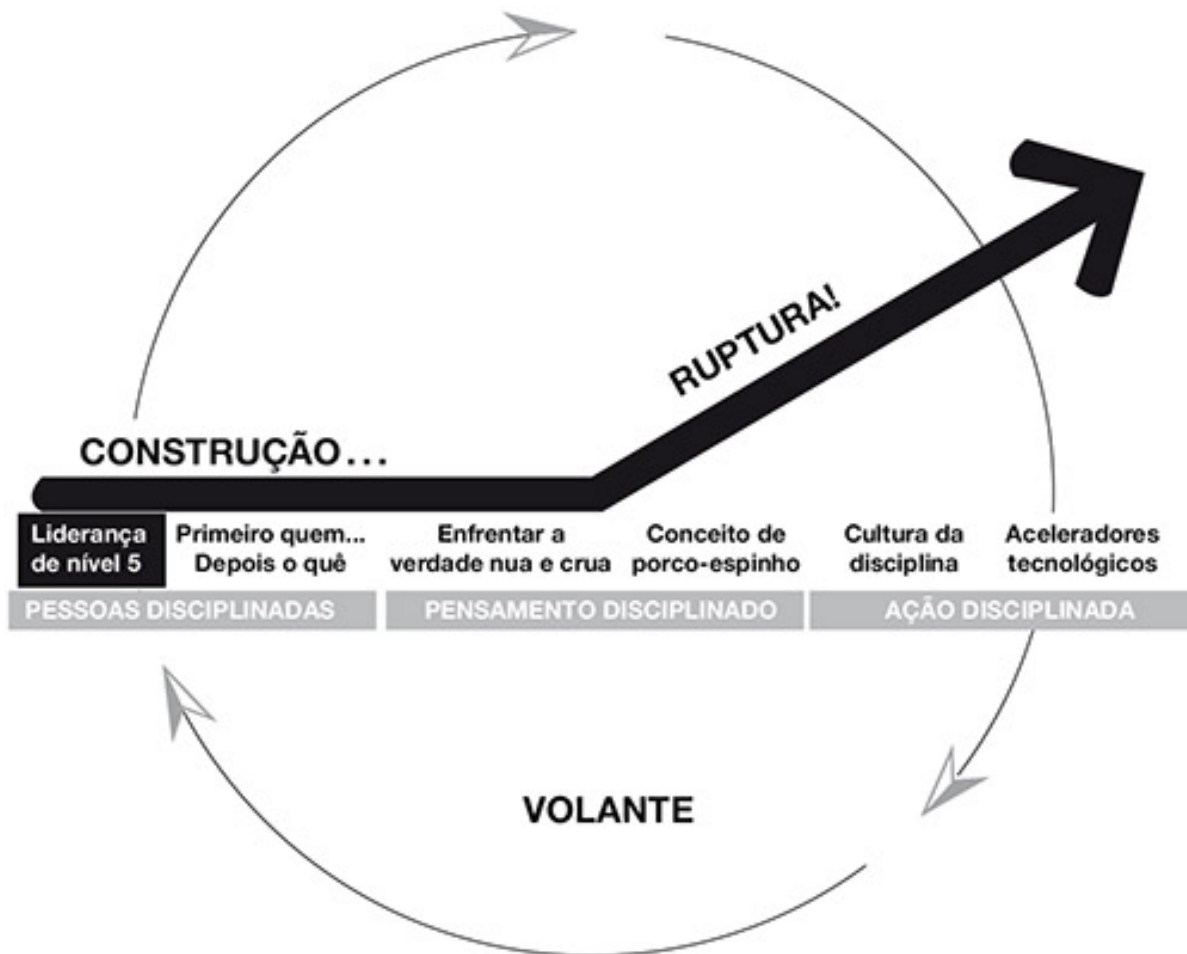 CONSTRUÇÃO...
RUPTURA!
Liderança
de nível 5
Primeiro quem...
Depois o quê
Enfrentar a
verdade nua e crua
Conceito de
porco-espinho
Cultura da
disciplina
Aceleradores
tecnológicos
PESSOAS DISCIPLINADAS
PENSAMENTO DISCIPLINADO
AÇÃO DISCIPLINADA
VOLANTE